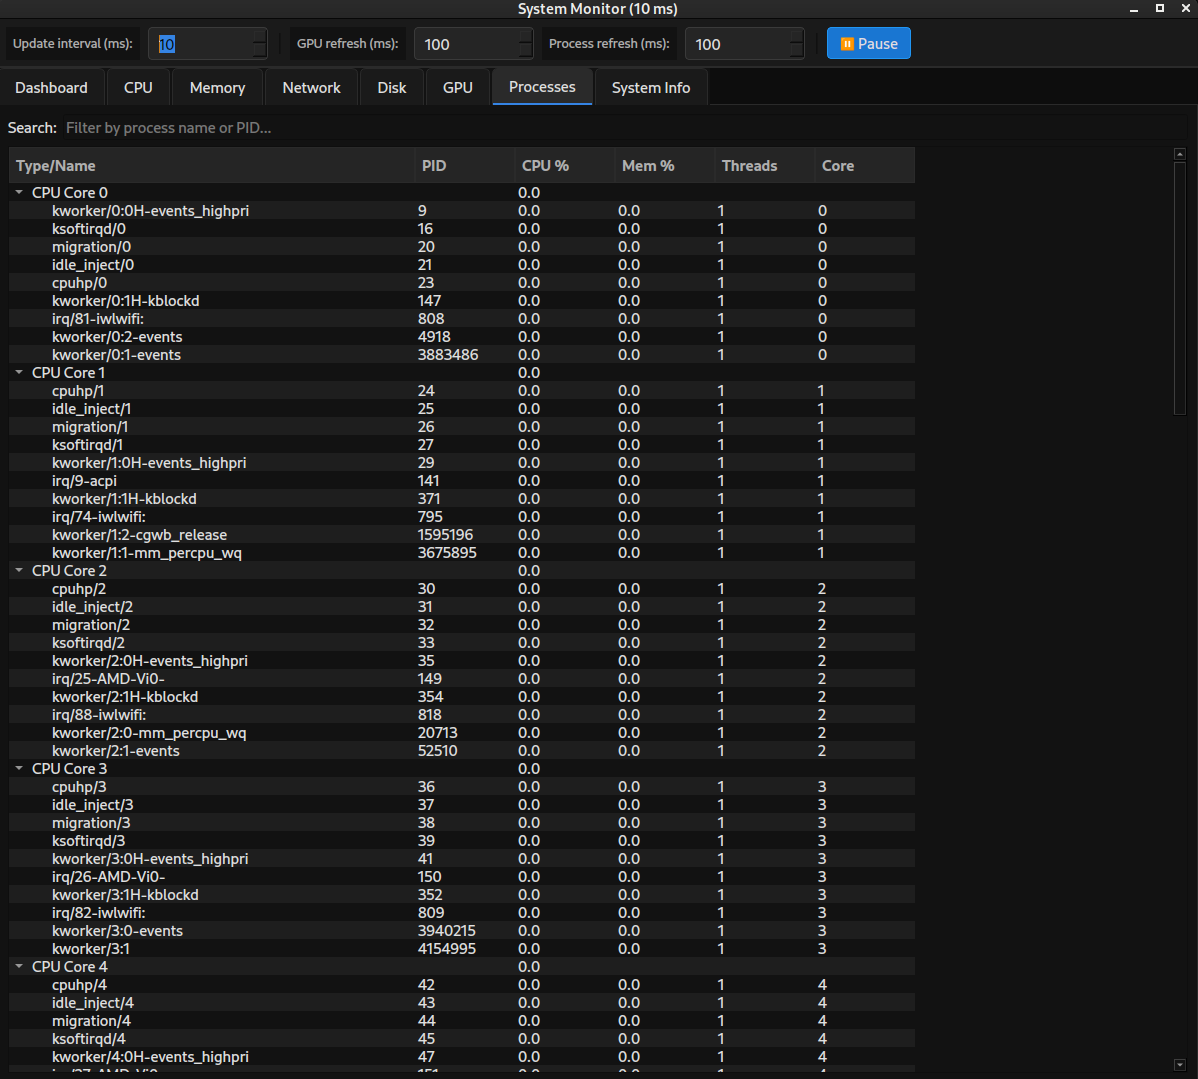 System Monitor (10 ms)
Update interval (ms): 10 GPU refresh (ms): 100 Process refresh (ms): 100 Pause
Dashboard CPU Memory Network Disk GPU Processes System Info
Search: Filter by process name or PID...
Type/Name PID CPU % Mem % Threads Core
CPU Core 0 0.0
kworker/0:0H-events_highpri 9 0.0 0.0 1 0
ksoftirqd/0 16 0.0 0.0 1 0
migration/0 20 0.0 0.0 1 0
idle_inject/0 21 0.0 0.0 1 0
cpuhp/0 23 0.0 0.0 1 0
kworker/0:1H-kblockd 147 0.0 0.0 1 0
irq/81-iwlwifi: 808 0.0 0.0 1 0
kworker/0:2-events 4918 0.0 0.0 1 0
kworker/0:1-events 3883486 0.0 0.0 1 0
CPU Core 1 0.0
cpuhp/1 24 0.0 0.0 1 1
idle_inject/1 25 0.0 0.0 1 1
migration/1 26 0.0 0.0 1 1
ksoftirqd/1 27 0.0 0.0 1 1
kworker/1:0H-events_highpri 29 0.0 0.0 1 1
irq/9-acpi 141 0.0 0.0 1 1
kworker/1:1H-kblockd 371 0.0 0.0 1 1
irq/74-iwlwifi: 795 0.0 0.0 1 1
kworker/1:2-cgwb_release 1595196 0.0 0.0 1 1
kworker/1:1-mm_percpu_wq 3675895 0.0 0.0 1 1
CPU Core 2 0.0
cpuhp/2 30 0.0 0.0 1 2
idle_inject/2 31 0.0 0.0 1 2
migration/2 32 0.0 0.0 1 2
ksoftirqd/2 33 0.0 0.0 1 2
kworker/2:0H-events_highpri 35 0.0 0.0 1 2
irq/25-AMD-Vi0- 149 0.0 0.0 1 2
kworker/2:1H-kblockd 354 0.0 0.0 1 2
irq/88-iwlwifi: 818 0.0 0.0 1 2
kworker/2:0-mm_percpu_wq 20713 0.0 0.0 1 2
kworker/2:1-events 52510 0.0 0.0 1 2
CPU Core 3 0.0
cpuhp/3 36 0.0 0.0 1 3
idle_inject/3 37 0.0 0.0 1 3
migration/3 38 0.0 0.0 1 3
ksoftirqd/3 39 0.0 0.0 1 3
kworker/3:0H-events_highpri 41 0.0 0.0 1 3
irq/26-AMD-Vi0- 150 0.0 0.0 1 3
kworker/3:1H-kblockd 352 0.0 0.0 1 3
irq/82-iwlwifi: 809 0.0 0.0 1 3
kworker/3:0-events 3940215 0.0 0.0 1 3
kworker/3:1 4154995 0.0 0.0 1 3
CPU Core 4 0.0
cpuhp/4 42 0.0 0.0 1 4
idle_inject/4 43 0.0 0.0 1 4
migration/4 44 0.0 0.0 1 4
ksoftirqd/4 45 0.0 0.0 1 4
kworker/4:0H-events_highpri 47 0.0 0.0 1 4